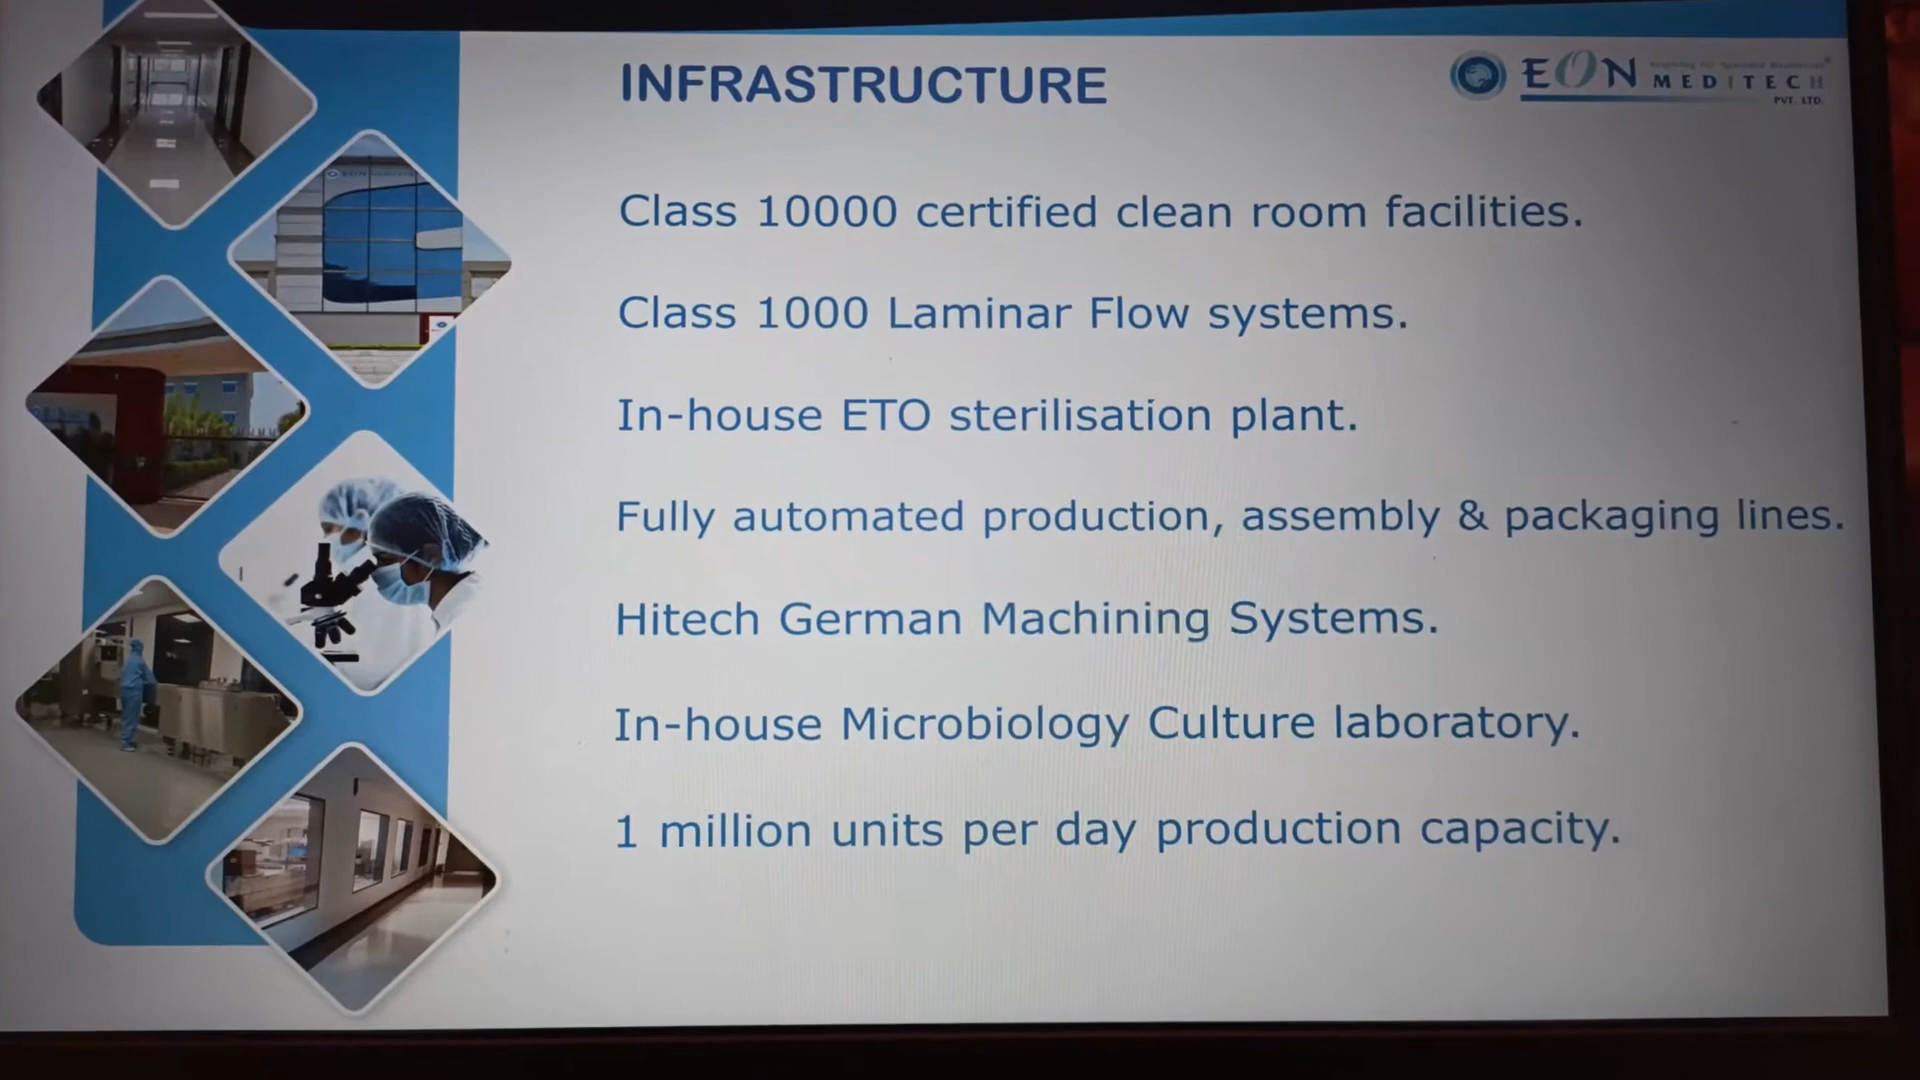 INFRASTRUCTURE
EON
MEDITECH
PVT. LTD.
Class 10000 certified clean room facilities.
Class 1000 Laminar Flow systems.
In-house ETO sterilisation plant.
Fully automated production, assembly & packaging lines.
Hitech German Machining Systems.
In-house Microbiology Culture laboratory.
1 million units per day production capacity.